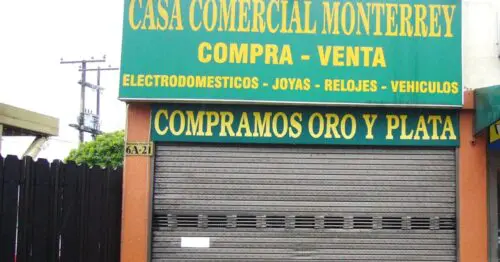 CASA COMERCIAL MONTERREY
COMPRA - VENTA
ELECTRODOMESTICOS - JOYAS - RELOJES - VEHICULOS
COMPRAMOS ORO Y PLATA
6A-21